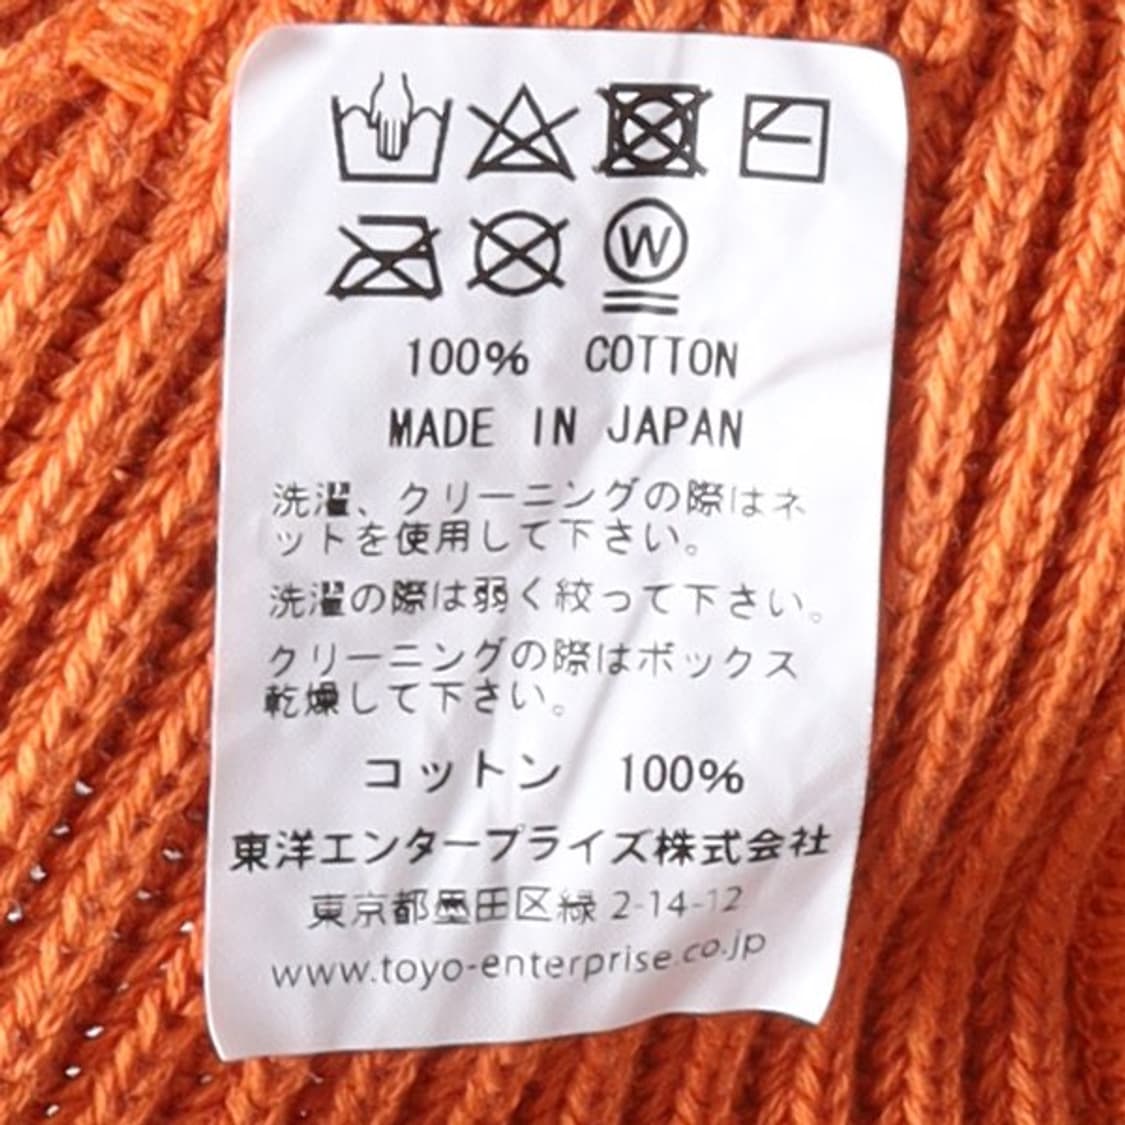 W
100% COTTON
MADE IN JAPAN
洗濯、クリーニングの際はネ
ットを使用して下さい。
洗濯の際は弱く絞って下さい。
クリーニングの際はボックス
乾燥して下さい。
コットン 100%
東洋エンタープライズ株式会社
東京都墨田区緑 2-14-12
www.toyo-enterprise.co.jp